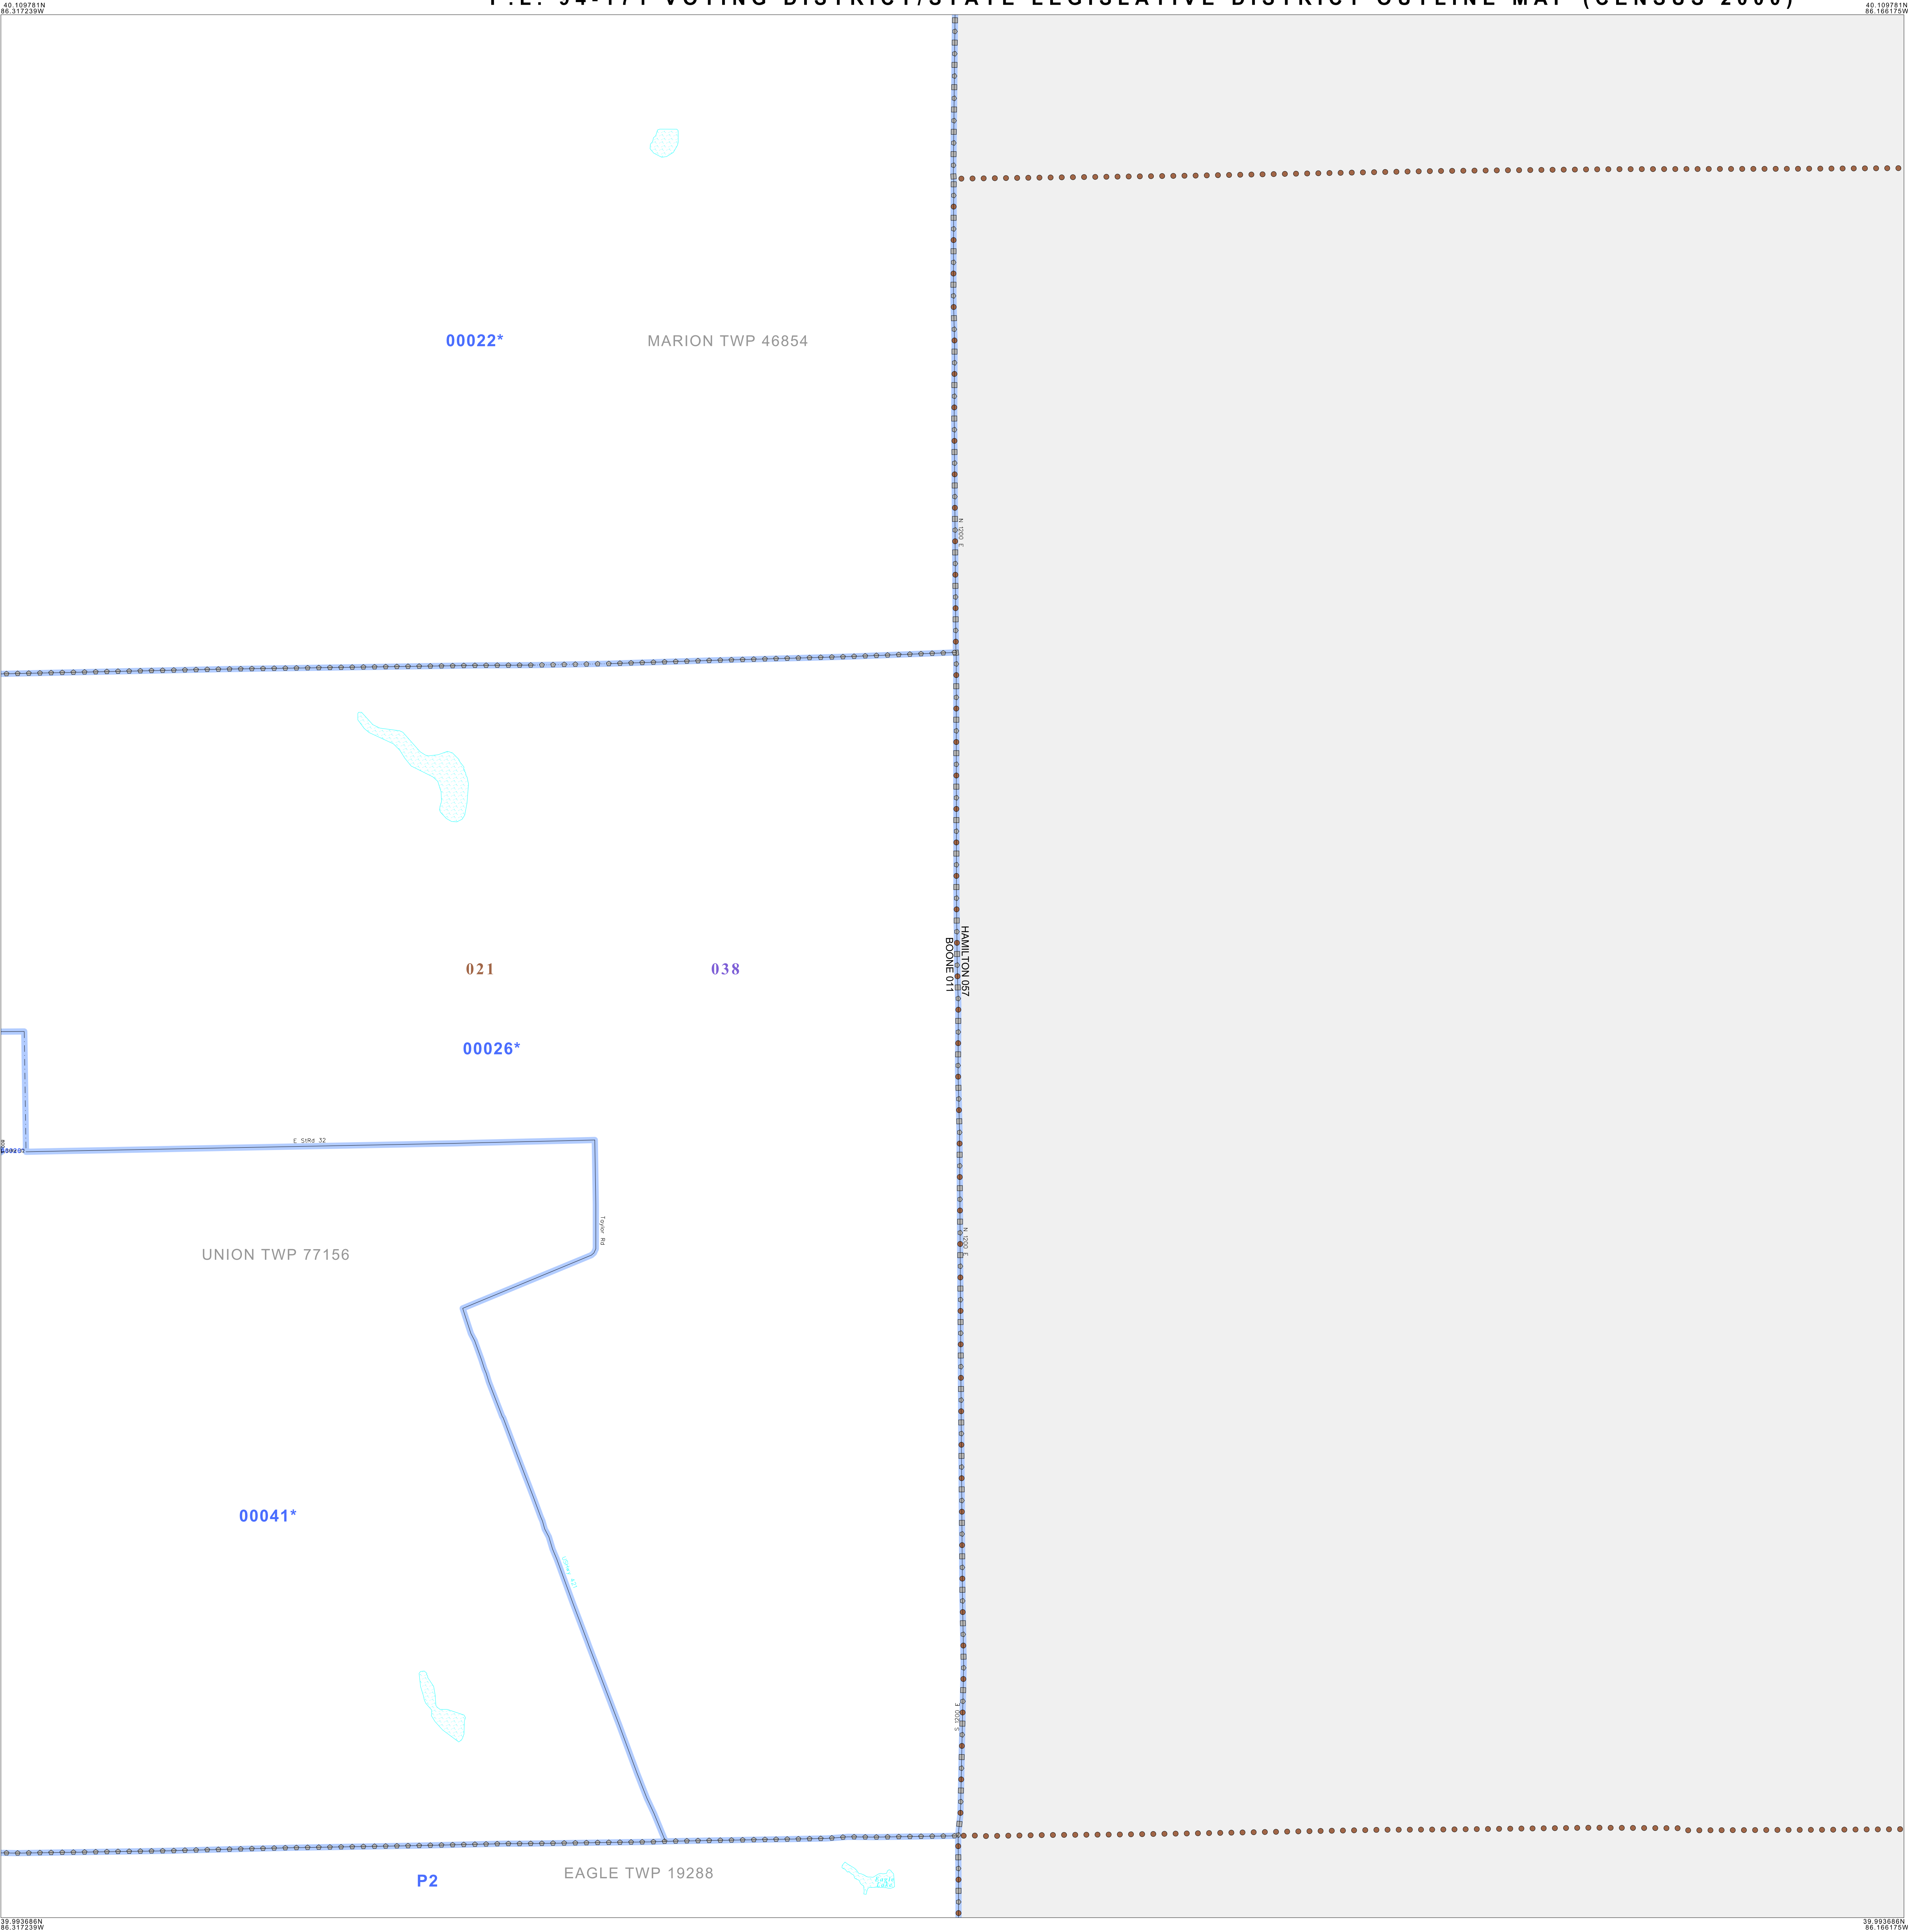 P.L. 94-171 VOTING DISTRICT/STATE LEGISLATIVE DISTRICT OUTLINE MAP (CENSUS 2000)
40.109781N
86.317239W
40.109781N
86.166175W
00022*
MARION TWP 46854
N 1200 E
021
038
HAMILTON 057
BOONE 011
00026*
E StRd 32
Taylor Rd
N 1200 E
UNION TWP 77156
00041*
S 1200 E
EAGLE TWP 19288
P2
39.993686N
86.317239W
39.993686N
86.166175W